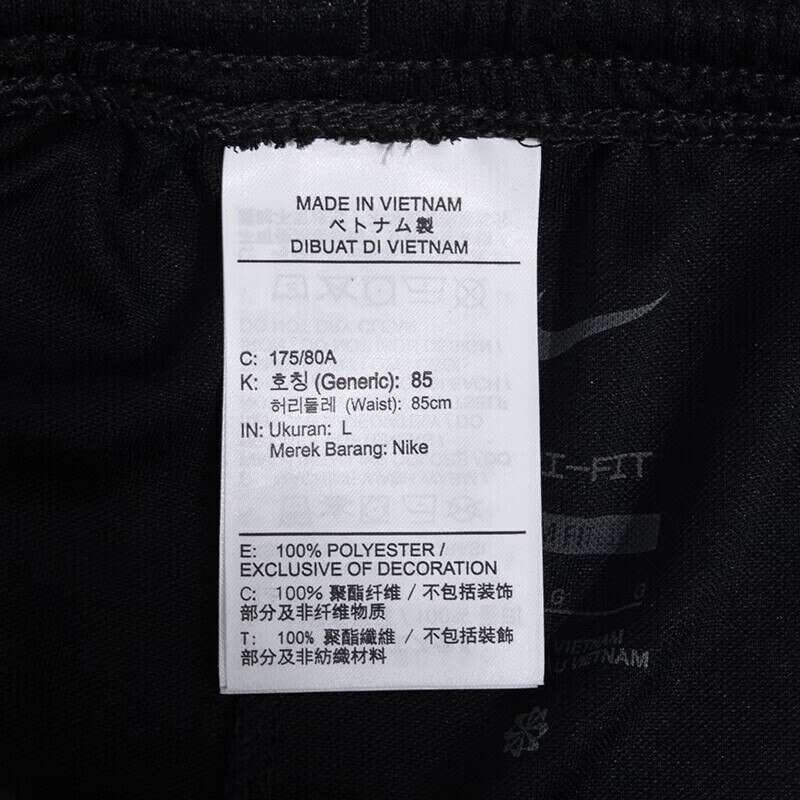 MADE IN VIETNAM
ベトナム製
DIBUAT DI VIETNAM
C: 175/80A
K: 호칭 (Generic): 85
허리둘레 (Waist): 85cm
IN: Ukuran: L
Merek Barang: Nike
E: 100% POLYESTER /
EXCLUSIVE OF DECORATION
C: 100% 聚酯纤维 / 不包括装饰
部分及非纤维物质
T: 100% 聚酯纖維 / 不包括裝飾
部分及非紡織材料
I-FIT
G G
VIETNAM
VIETNAM